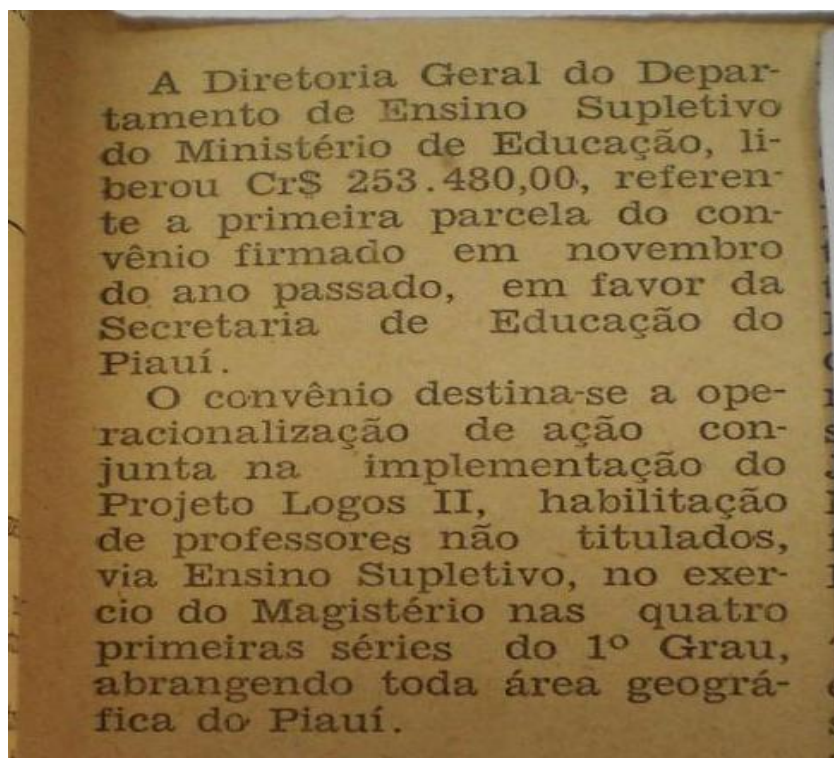 A Diretoria Geral do Depar-
tamento de Ensino Supletivo
do Ministério de Educação, li-
berou Cr$ 253.480,00, referen-
te a primeira parcela do con-
vênio firmado em novembro
do ano passado, em favor da
Secretaria de Educação do
Piauí.
O convênio destina-se a ope-
racionalização de ação con-
junta na implementação do
Projeto Logos II, habilitação
de professores não titulados,
via Ensino Supletivo, no exer-
cio do Magistério nas quatro
primeiras séries do 1º Grau,
abrangendo toda área geográ-
fica do Piauí.